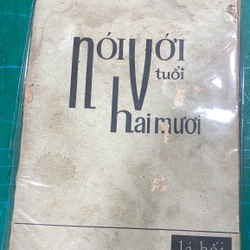 nói với
tuổi
hai mươi
lá bối